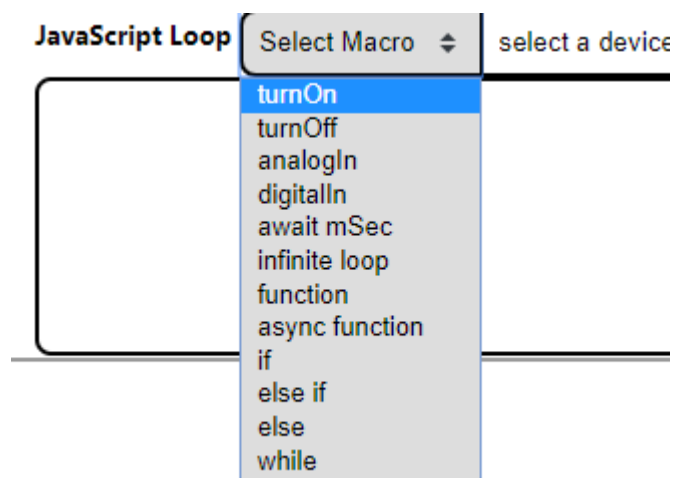 JavaScript Loop Select Macro select a device
turnOn
turnOff
analogIn
digitalIn
await mSec
infinite loop
function
async function
if
else if
else
while